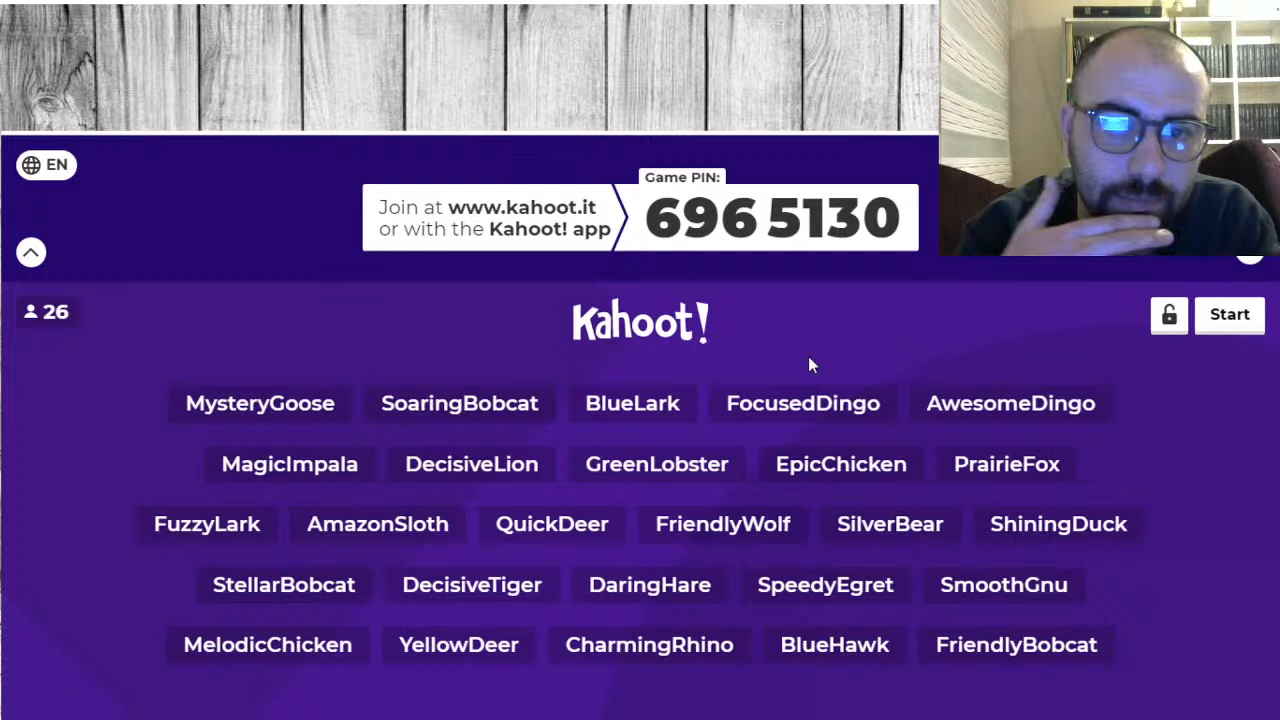 EN
Game PIN:
Join at www.kahoot.it
or with the Kahoot! app
696 5130
26
Kahoot!
Start
MysteryGoose SoaringBobcat BlueLark FocusedDingo AwesomeDingo
MagicImpala DecisiveLion GreenLobster EpicChicken PrairieFox
FuzzyLark AmazonSloth QuickDeer FriendlyWolf SilverBear ShiningDuck
StellarBobcat DecisiveTiger DaringHare SpeedyEgret SmoothGnu
MelodicChicken YellowDeer CharmingRhino BlueHawk FriendlyBobcat